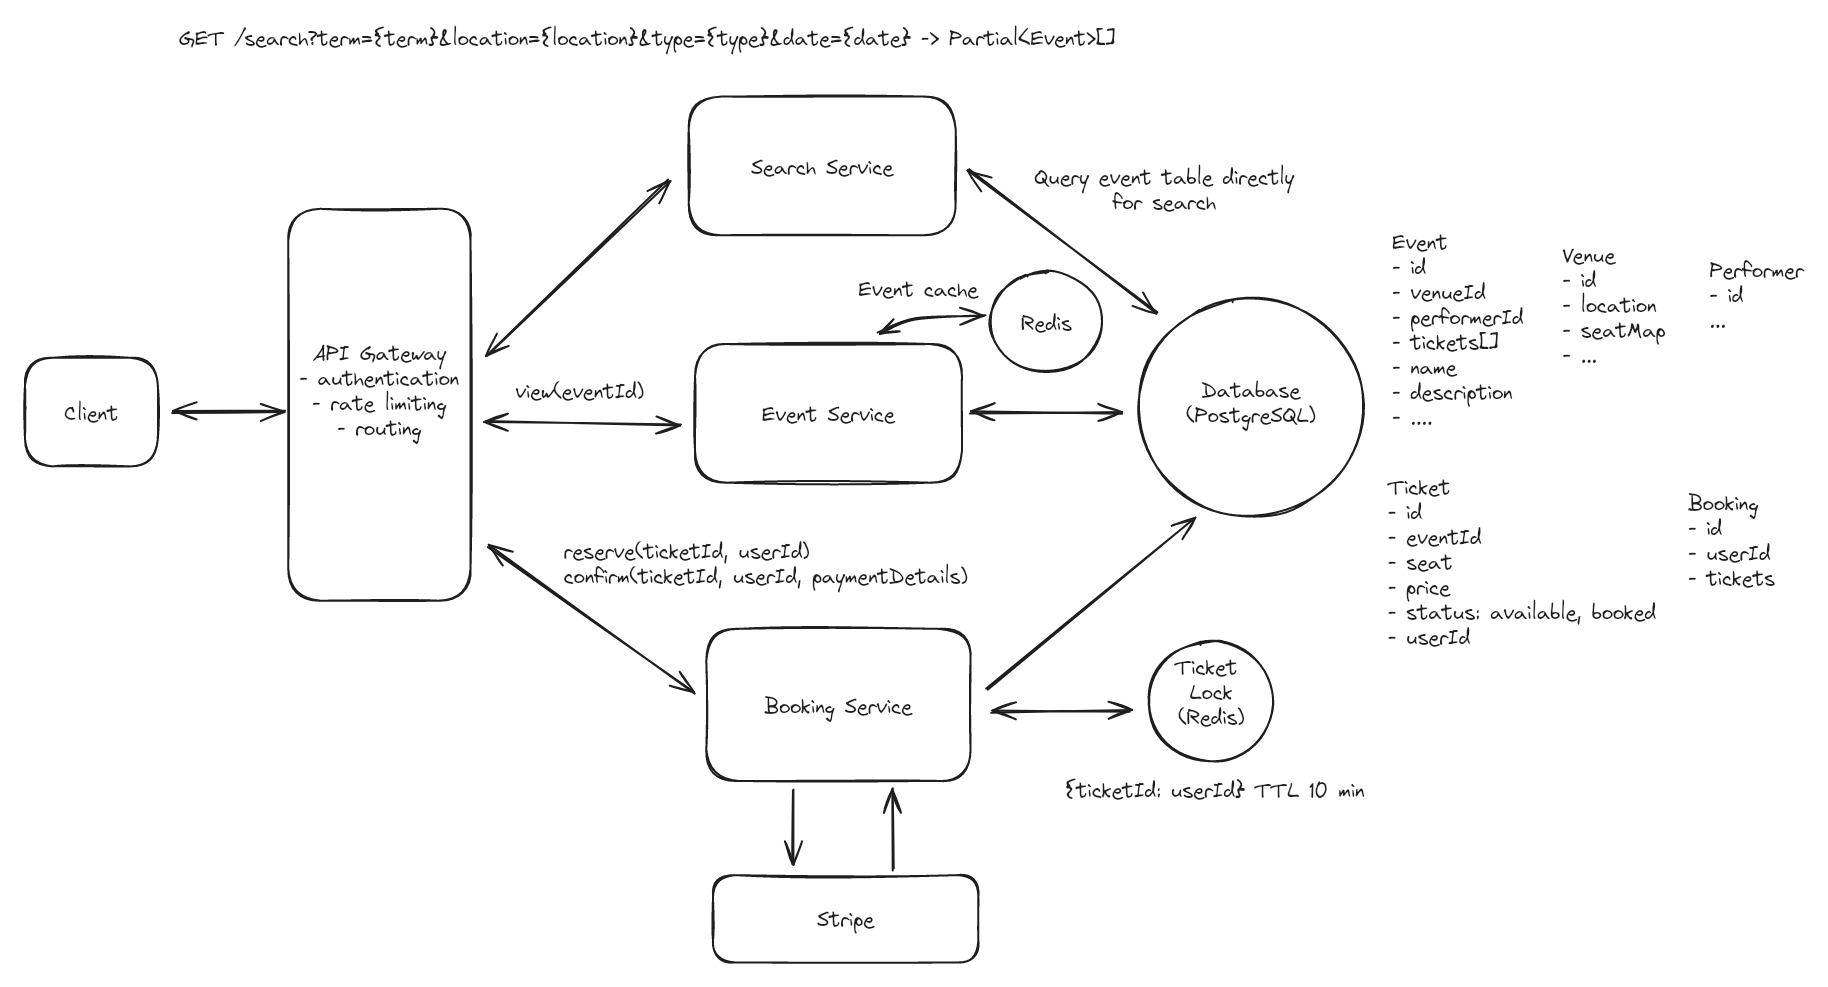 GET /search?term={term}&location={location}&type={type}&date={date} -> Partial<Event>[]
Search Service
Query event table directly
for search
Event cache
Redis
API Gateway
- authentication
- rate limiting
- routing
Client
view(eventId)
Event Service
Database
(PostgreSQL)
Event
- id
- venueId
- performerId
- tickets[]
- name
- description
- ....
Venue
- id
- location
- seatMap
- ...
Performer
- id
...
reserve(ticketId, userId)
confirm(ticketId, userId, paymentDetails)
Ticket
- id
- eventId
- seat
- price
- status: available, booked
- userId
Booking
- id
- userId
- tickets
Booking Service
Ticket
Lock
(Redis)
{ticketId: userId} TTL 10 min
Stripe